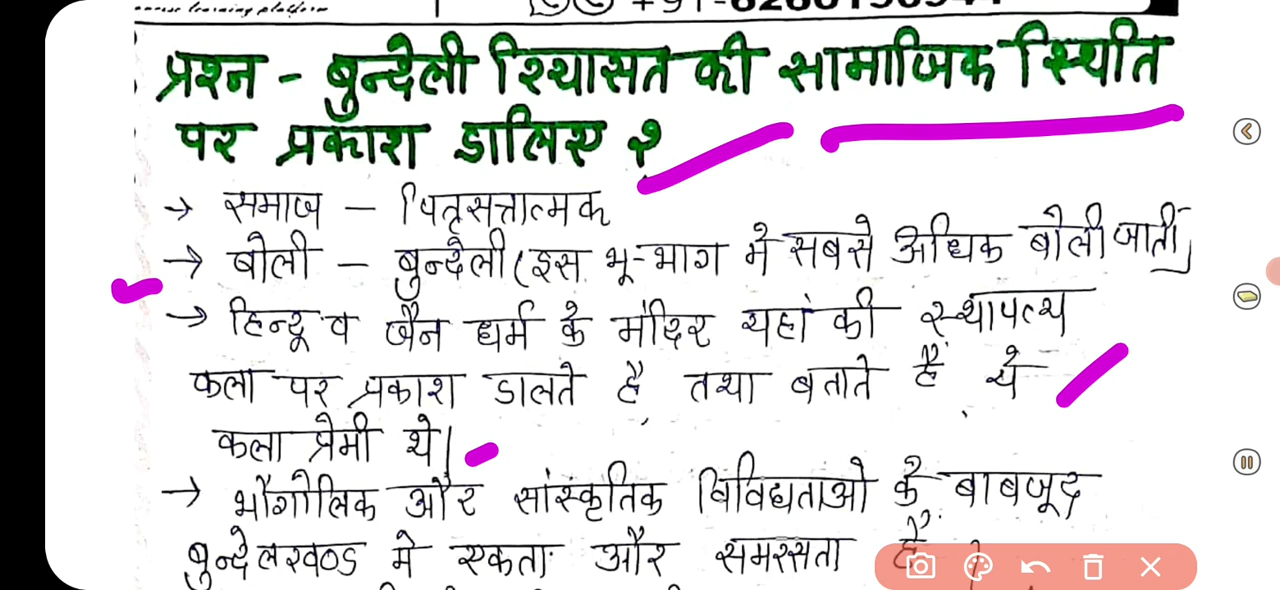 प्रश्न - बुन्देली रियासत की सामाजिक स्थिति
पर प्रकाश डालिए ?
→ समाज - पितृसत्तात्मक
→ बोली - बुन्देली (इस भू-भाग मे सबसे अधिक बोली जाती)
→ हिन्दू व जैन धर्म के मंदिर यहां की स्थापत्य
कला पर प्रकाश डालते है तथा बताते है ये
कला प्रेमी थे।
→ भौगोलिक और सांस्कृतिक विविधताओ के बाबजूद
बुन्देलखण्ड मे एकता और समरसता है